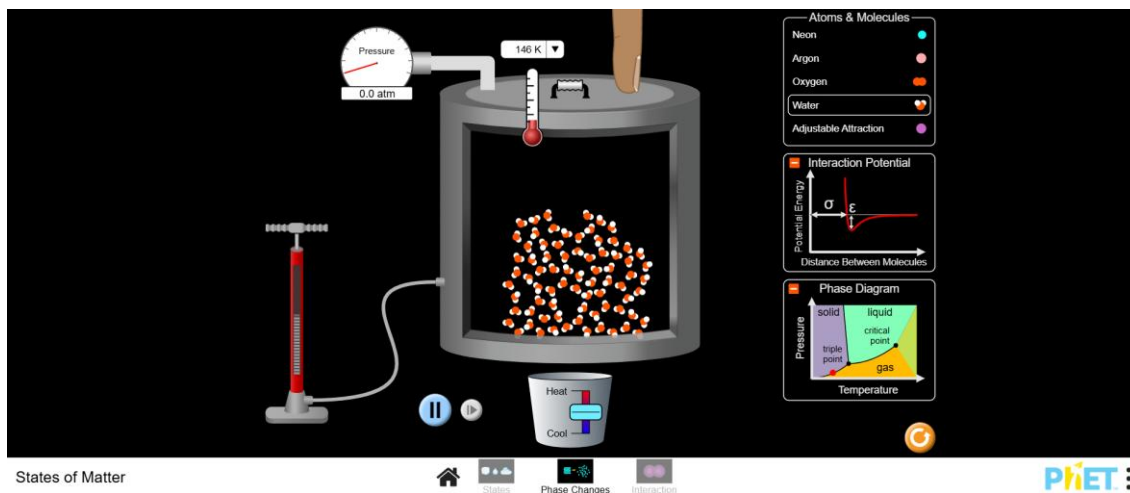 Pressure
0.0 atm
146 K
Atoms & Molecules
Neon
Argon
Oxygen
Water
Adjustable Attraction
Interaction Potential
Potential Energy
σ
ε
Distance Between Molecules
Phase Diagram
Pressure
solid
liquid
critical
point
triple
point
gas
Temperature
Heat
Cool
States of Matter
States
Phase Changes
Interaction
PhET